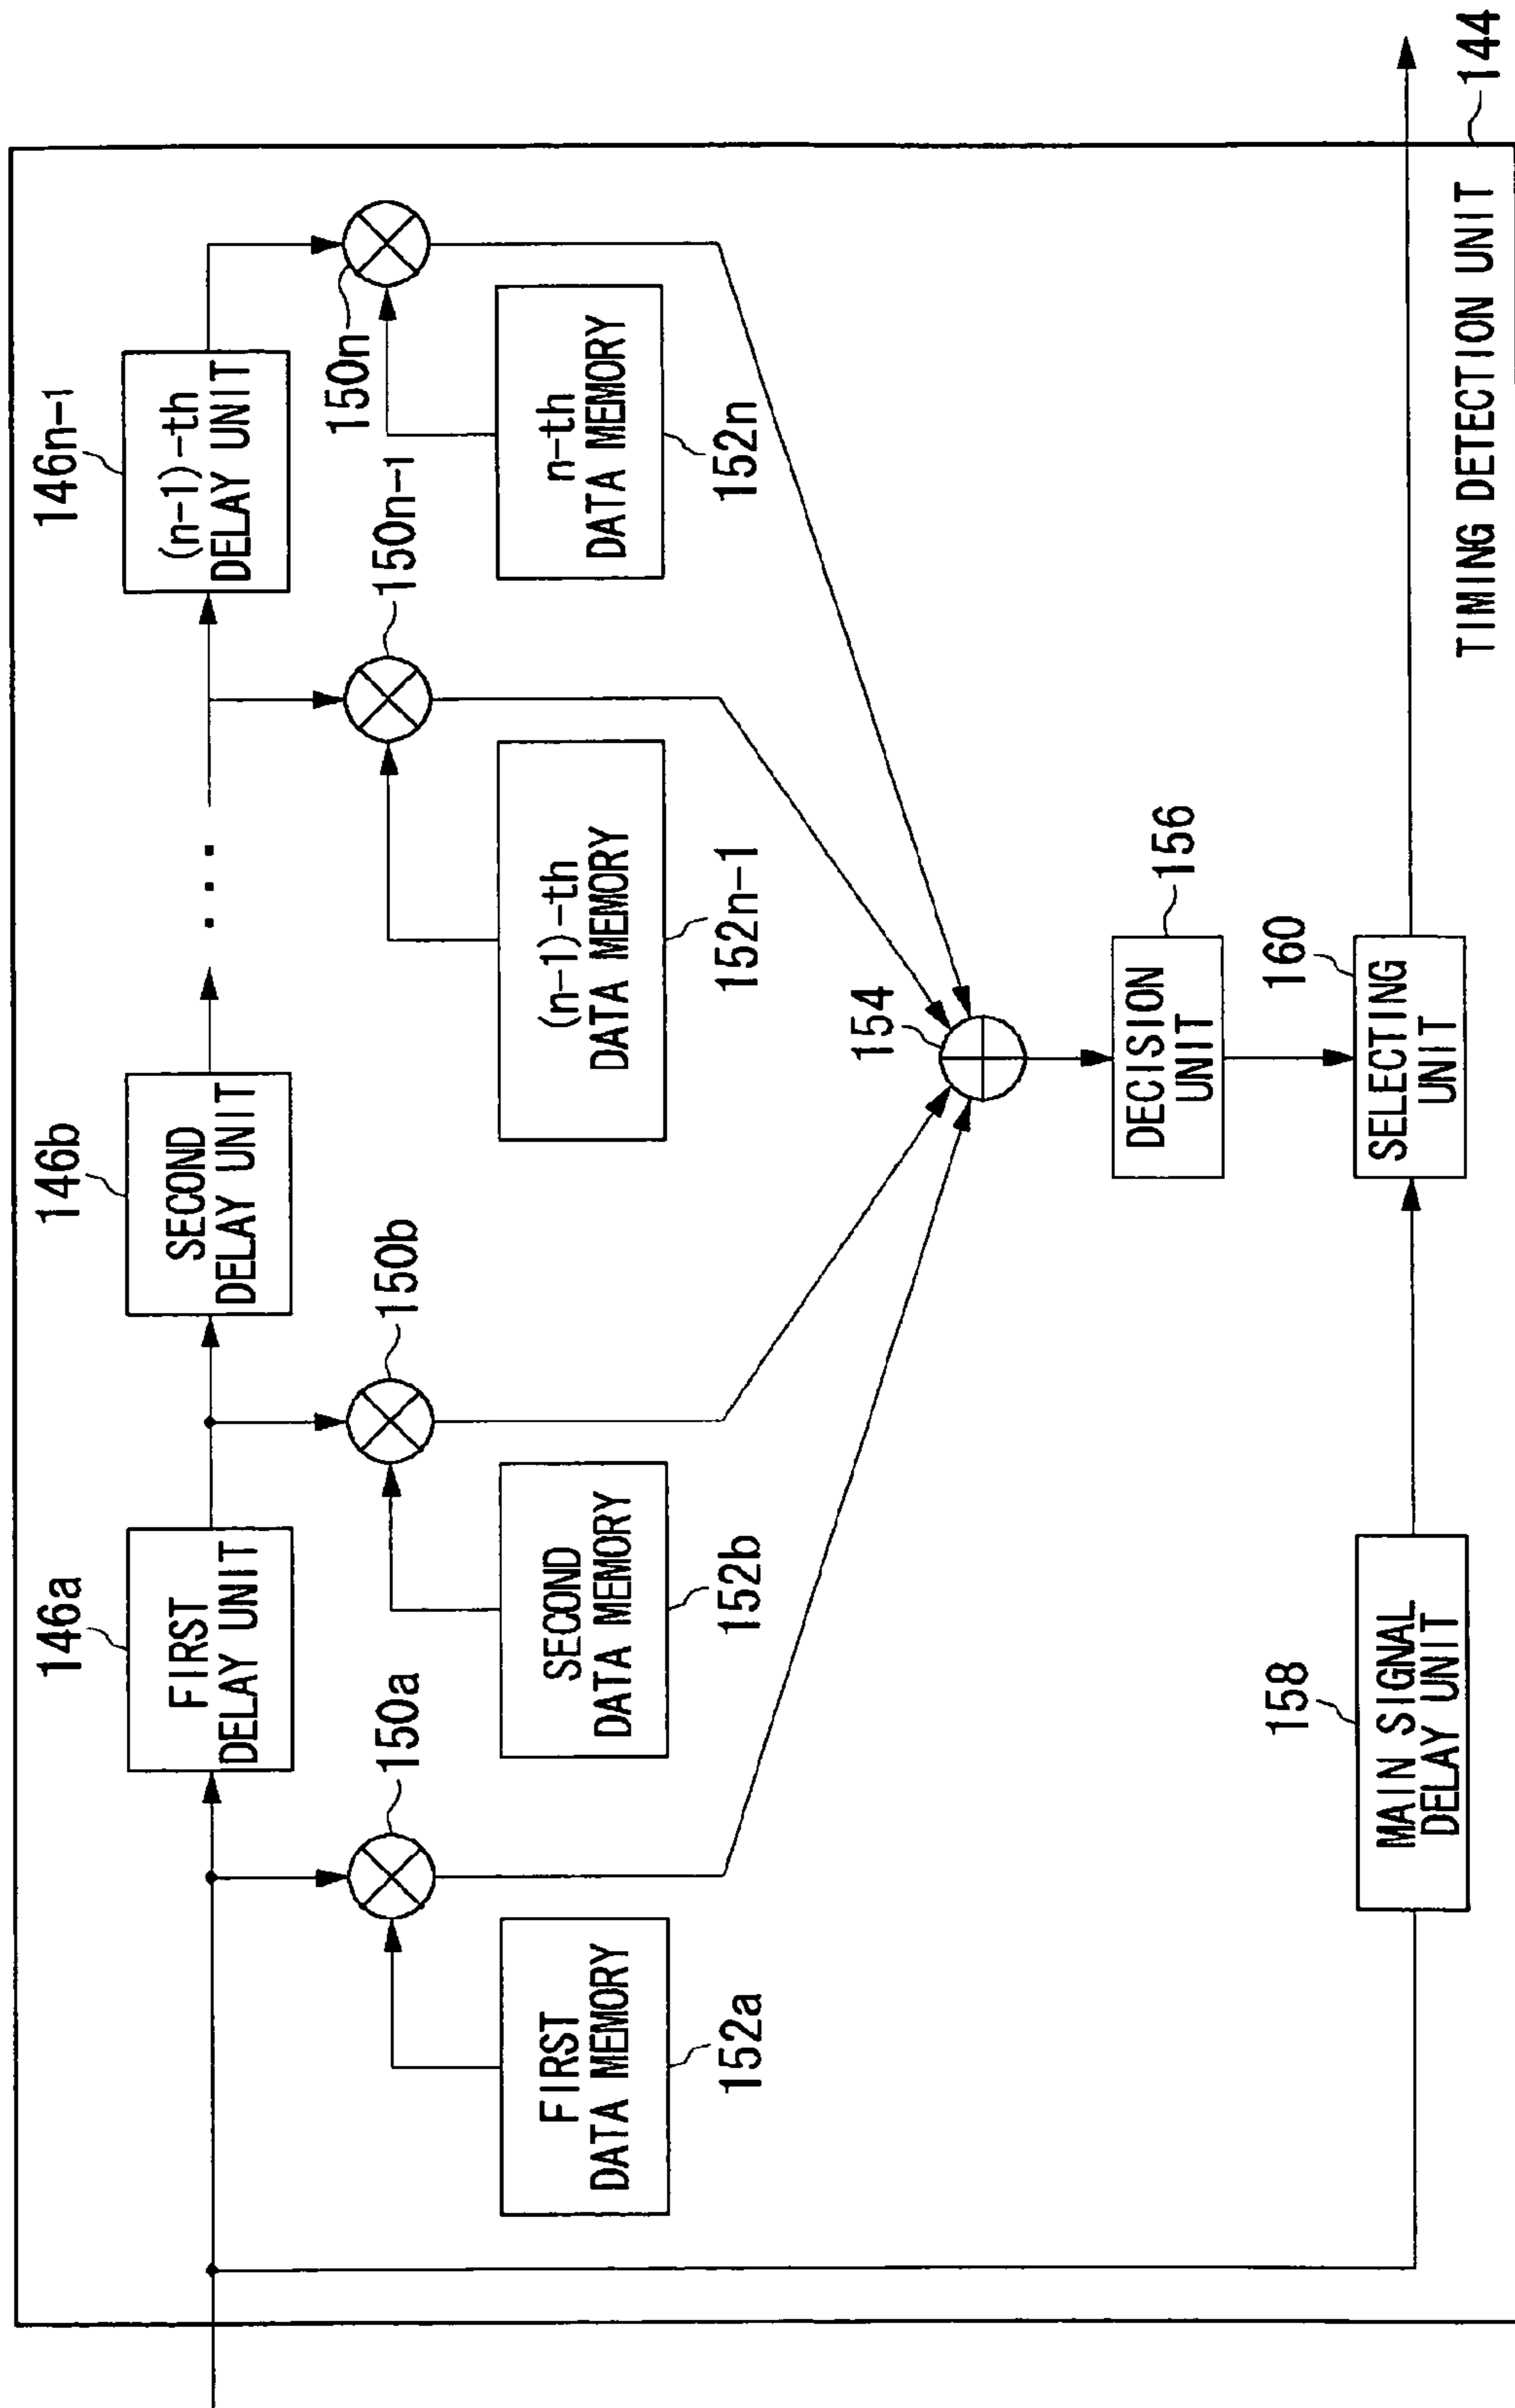 146a
FIRST
DELAY UNIT
146b
SECOND
DELAY UNIT
...
146n-1
(n-1)-th
DELAY UNIT
150a
150b
150n-1
150n
FIRST
DATA MEMORY
152a
SECOND
DATA MEMORY
152b
(n-1)-th
DATA MEMORY
152n-1
n-th
DATA MEMORY
152n
154
DECISION
UNIT
156
158
MAIN SIGNAL
DELAY UNIT
160
SELECTING
UNIT
TIMING DETECTION UNIT
144